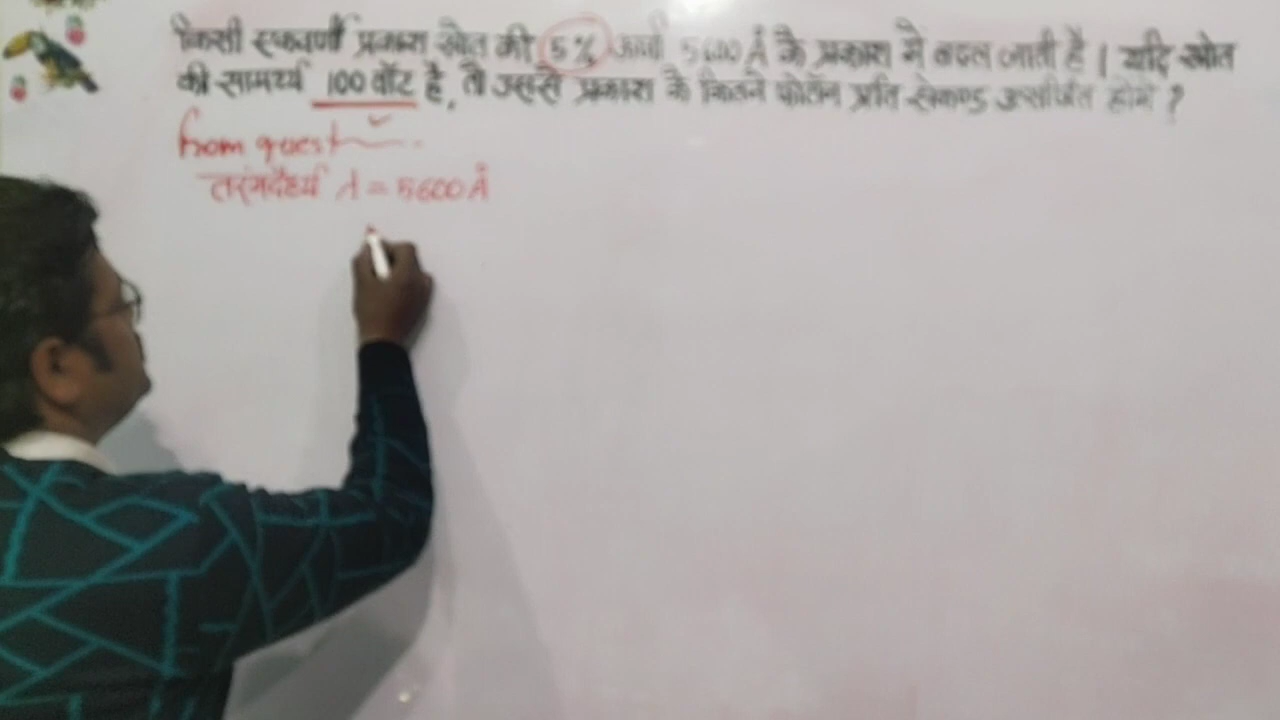 किसी एकवर्णी प्रकाश स्रोत की 5% ऊर्जा 5600 Å के प्रकाश में बदल जाती है । यदि स्रोत
की सामर्थ्य 100 वॉट है, तो उससे प्रकाश के कितने फोटॉन प्रति सेकण्ड उत्सर्जित होंगे ?
from quest
तरंगदैर्ध्य λ = 5600 Å